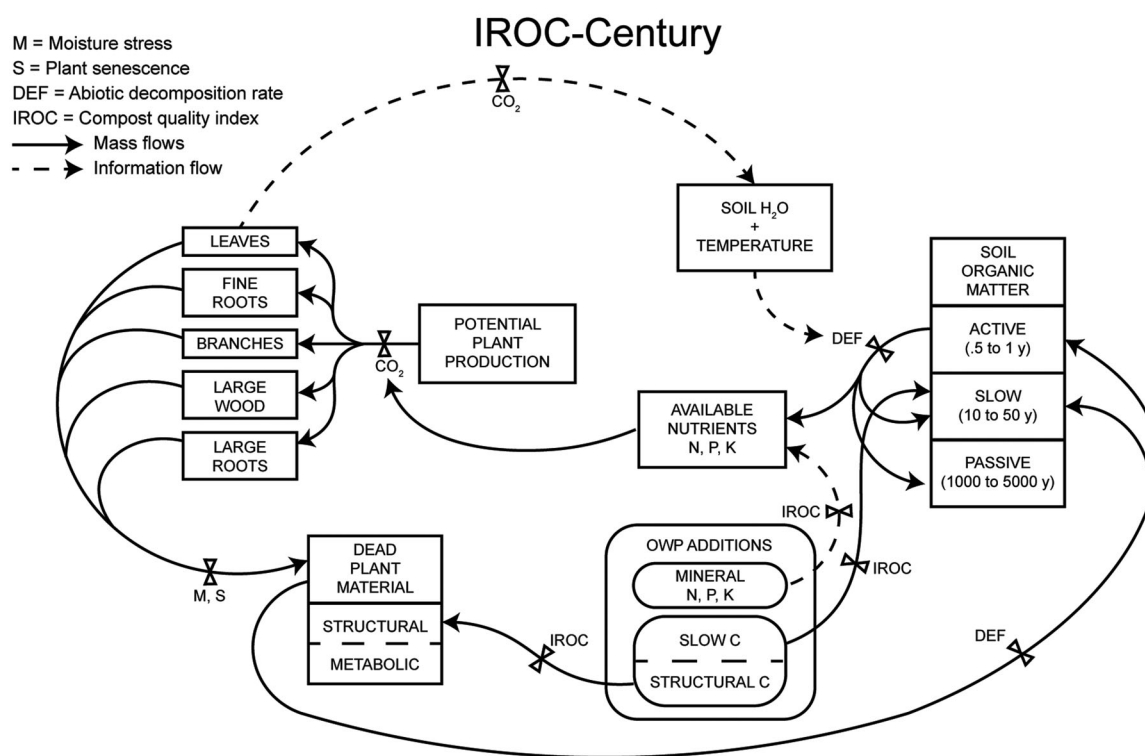 IROC-Century
M = Moisture stress
S = Plant senescence
DEF = Abiotic decomposition rate
IROC = Compost quality index
Mass flows
Information flow
CO₂
SOIL H₂O
+
TEMPERATURE
LEAVES
FINE
ROOTS
BRANCHES
LARGE
WOOD
LARGE
ROOTS
CO₂
POTENTIAL
PLANT
PRODUCTION
DEF
SOIL
ORGANIC
MATTER
ACTIVE
(.5 to 1 y)
SLOW
(10 to 50 y)
PASSIVE
(1000 to 5000 y)
AVAILABLE
NUTRIENTS
N, P, K
IROC
IROC
M, S
DEAD
PLANT
MATERIAL
STRUCTURAL
METABOLIC
IROC
OWP ADDITIONS
MINERAL
N, P, K
SLOW C
STRUCTURAL C
DEF